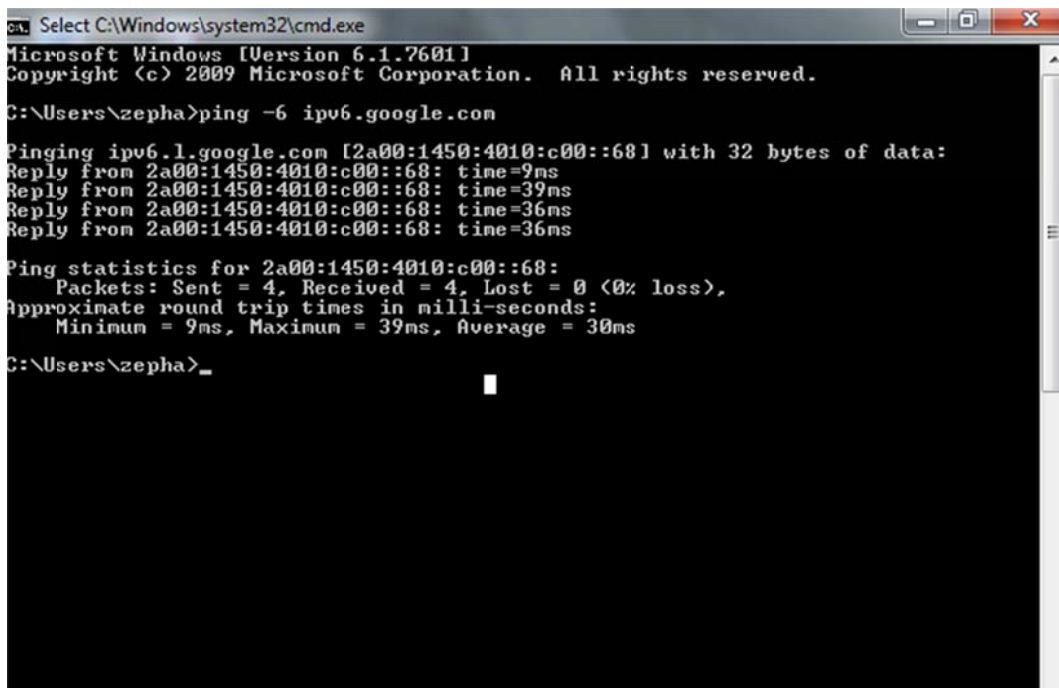 Select C:\Windows\system32\cmd.exe
Microsoft Windows [Version 6.1.7601]
Copyright (c) 2009 Microsoft Corporation.  All rights reserved.
C:\Users\zepha>ping -6 ipv6.google.com
Pinging ipv6.l.google.com [2a00:1450:4010:c00::68] with 32 bytes of data:
Reply from 2a00:1450:4010:c00::68: time=9ms
Reply from 2a00:1450:4010:c00::68: time=39ms
Reply from 2a00:1450:4010:c00::68: time=36ms
Reply from 2a00:1450:4010:c00::68: time=36ms
Ping statistics for 2a00:1450:4010:c00::68:
    Packets: Sent = 4, Received = 4, Lost = 0 (0% loss),
Approximate round trip times in milli-seconds:
    Minimum = 9ms, Maximum = 39ms, Average = 30ms
C:\Users\zepha>_